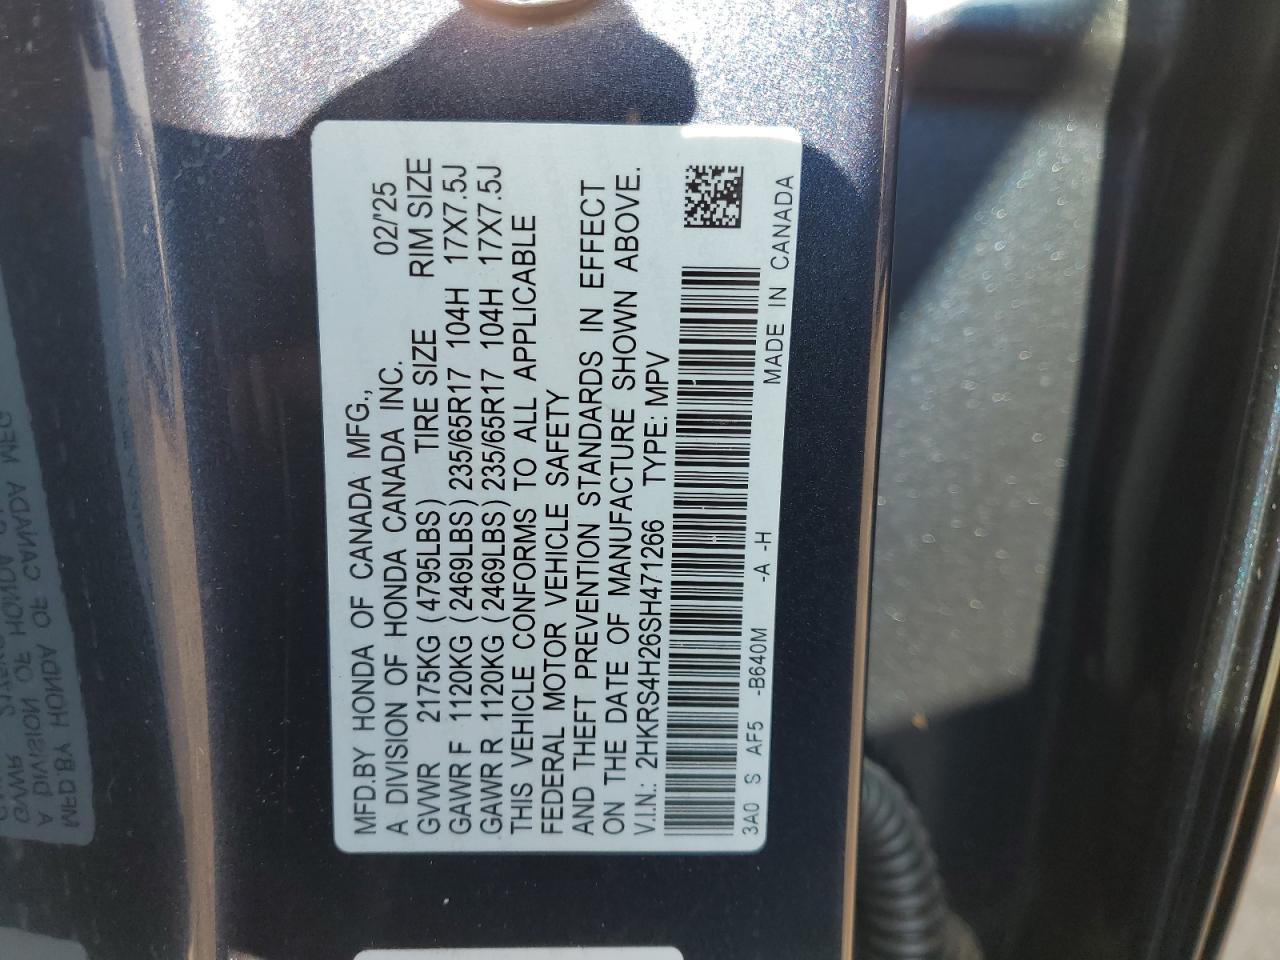 MFD.BY HONDA OF CANADA MFG.,
A DIVISION OF HONDA CANADA INC. 02/'25
GVWR 2175KG (4795LBS) TIRE SIZE RIM SIZE
GAWR F 1120KG (2469LBS) 235/65R17 104H 17X7.5J
GAWR R 1120KG (2469LBS) 235/65R17 104H 17X7.5J
THIS VEHICLE CONFORMS TO ALL APPLICABLE
FEDERAL MOTOR VEHICLE SAFETY
AND THEFT PREVENTION STANDARDS IN EFFECT
ON THE DATE OF MANUFACTURE SHOWN ABOVE.
V.I.N.: 2HKRS4H26SH471266 TYPE: MPV
3A0 S AF5 -B640M -A -H MADE IN CANADA